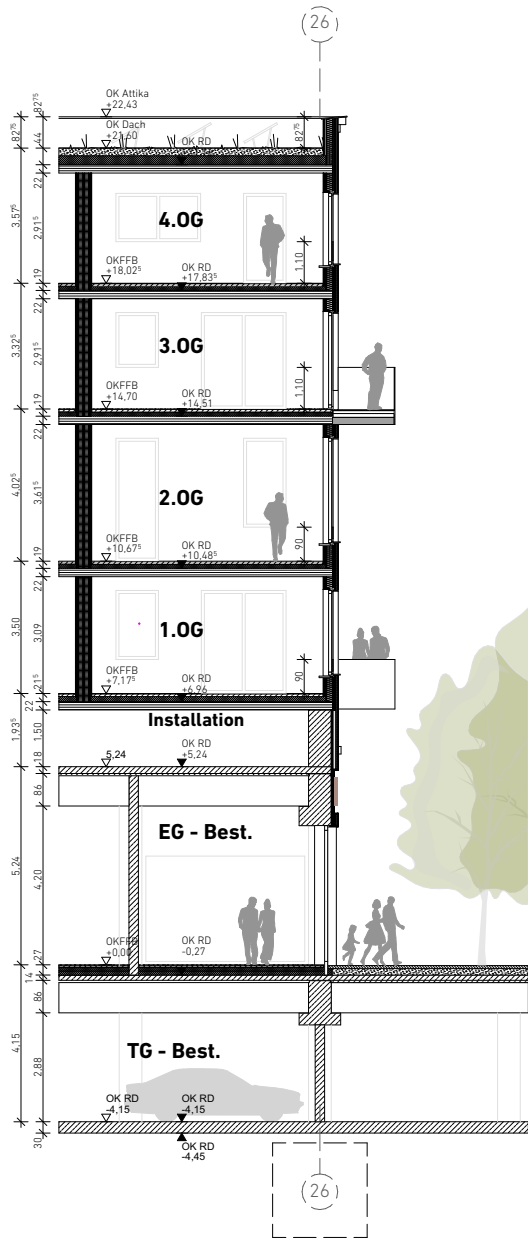 26
OK Attika
+22,43
OK Dach
+21,60
OK RD
82⁷⁵
82⁷⁵
44
82⁷⁵
22
4.OG
3,57⁵
2,91⁵
1,10
OKFFB
+18,02⁵
OK RD
+17,83⁵
19
22
3.OG
3,32⁵
2,91⁵
1,10
OKFFB
+14,70
OK RD
+14,51
19
22
2.OG
4,02⁵
3,61⁵
90
OKFFB
+10,67⁵
OK RD
+10,48⁵
19
22
1.OG
3,50
3,09
90
OKFFB
+7,17⁵
OK RD
+6,96
21⁵
22
Installation
1,93⁵
1,50
5,24
OK RD
+5,24
18
86
EG - Best.
5,24
4,20
OKFFB
+0,00
OK RD
-0,27
27
14
86
TG - Best.
4,15
2,88
OK RD
-4,15
OK RD
-4,15
30
OK RD
-4,45
26